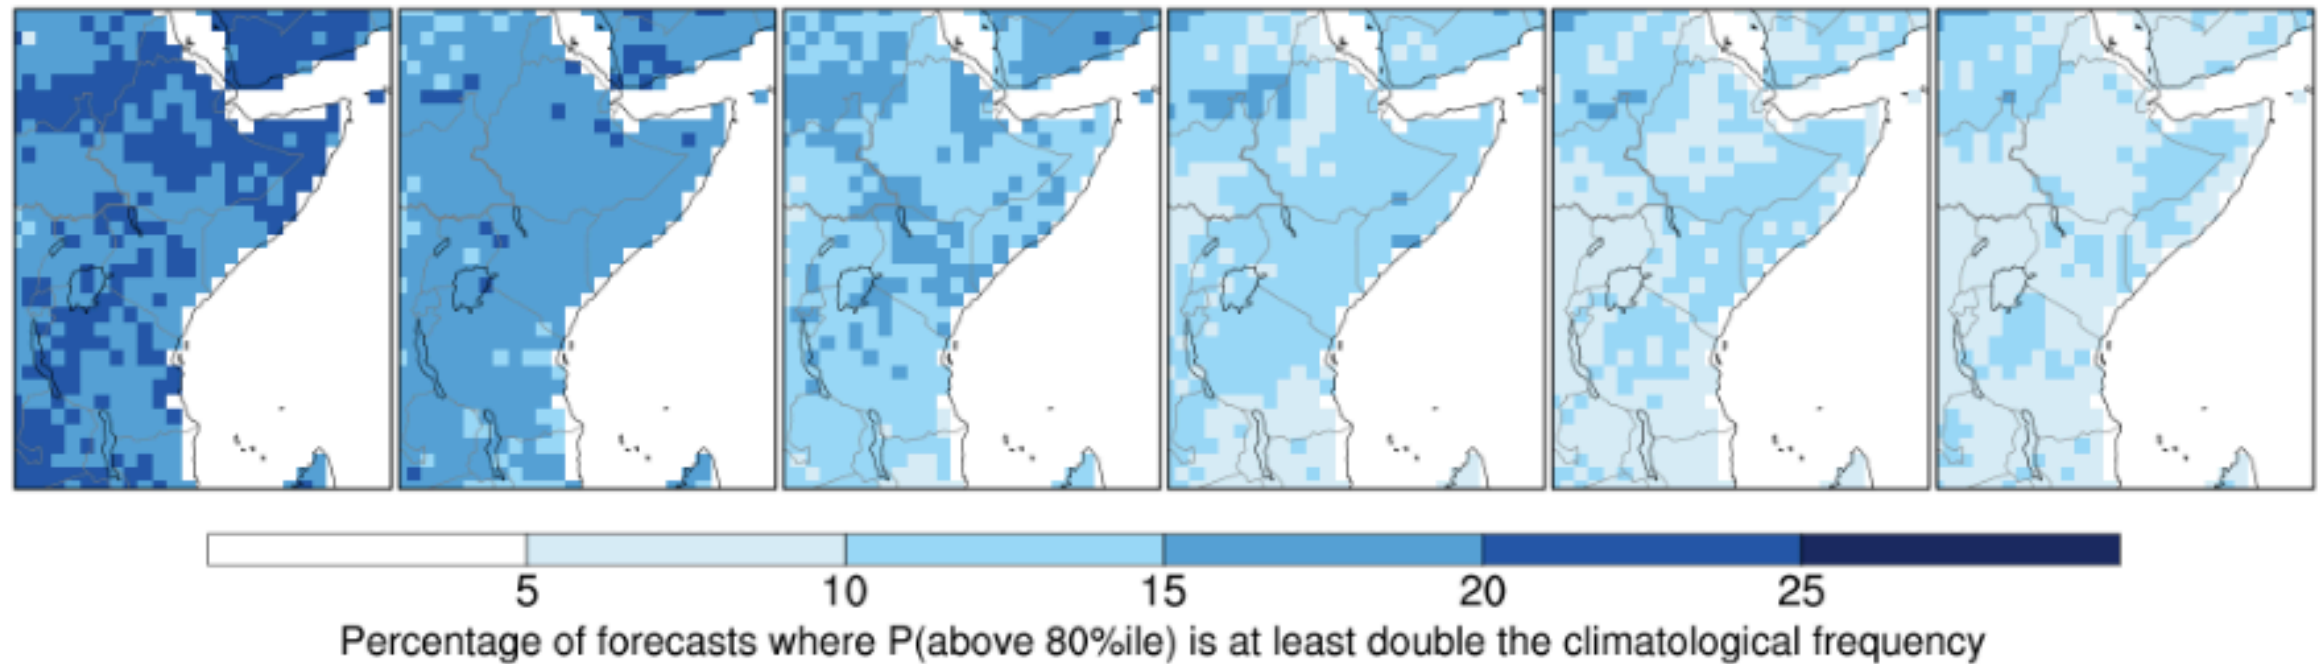 5 10 15 20 25
Percentage of forecasts where P(above 80%ile) is at least double the climatological frequency